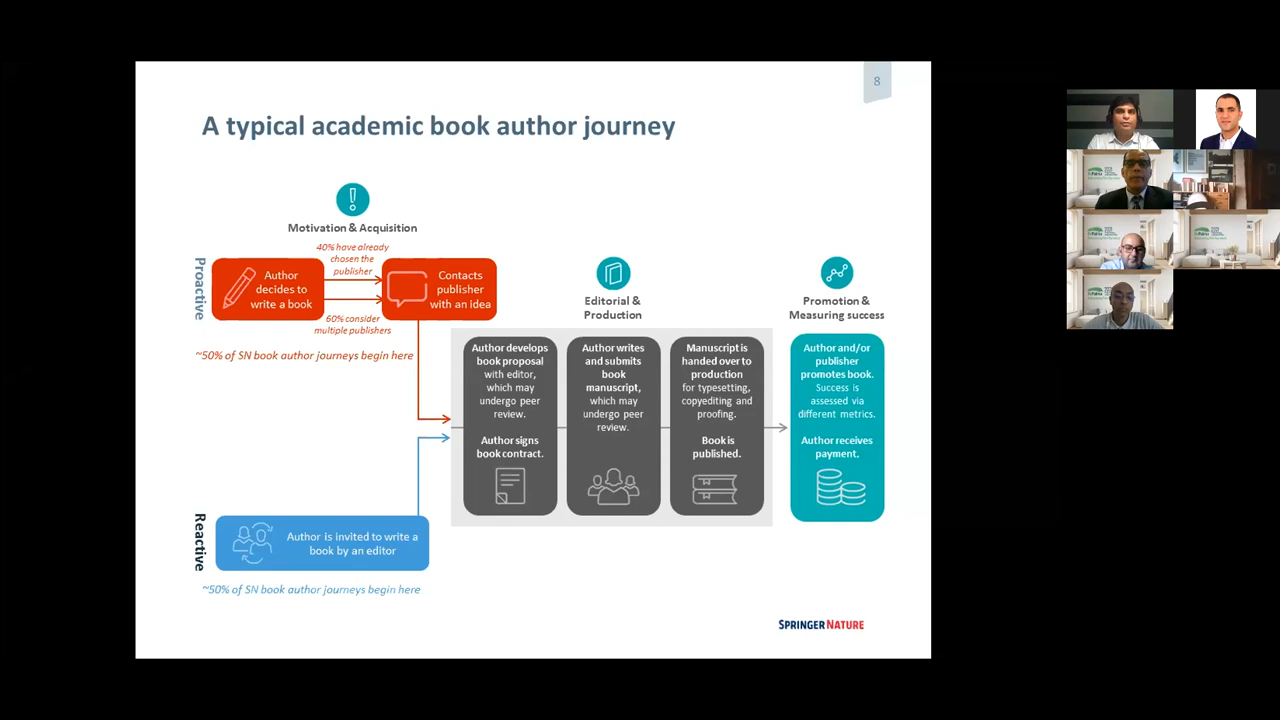 8
A typical academic book author journey
Motivation & Acquisition
Proactive
Author
decides to
write a book
40% have already
chosen the
publisher
60% consider
multiple publishers
Contacts
publisher
with an idea
~50% of SN book author journeys begin here
Editorial &
Production
Author develops
book proposal
with editor,
which may
undergo peer
review.
Author signs
book contract.
Author writes
and submits
book
manuscript,
which may
undergo peer
review.
Manuscript is
handed over to
production
for typesetting,
copyediting and
proofing.
Book is
published.
Promotion &
Measuring success
Author and/or
publisher
promotes book.
Success is
assessed via
different metrics.
Author receives
payment.
Reactive
Author is invited to write a
book by an editor
~50% of SN book author journeys begin here
SPRINGER NATURE